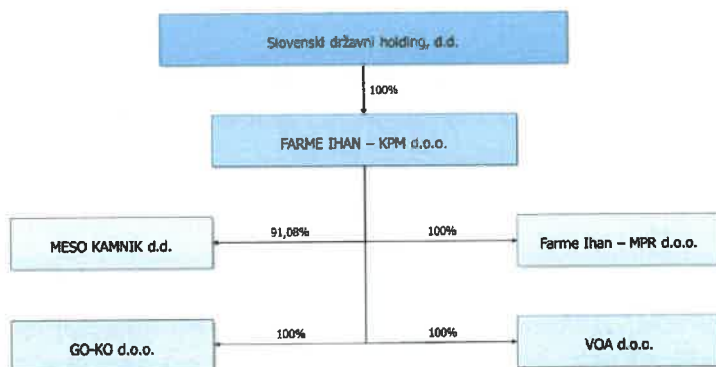 Slovenski državni holding, d.d.
100%
FARME IHAN – KPM d.o.o.
MESO KAMNIK d.d.
91,08%
100%
Farme Ihan – MPR d.o.o.
GO-KO d.o.o.
100%
100%
VOA d.o.o.